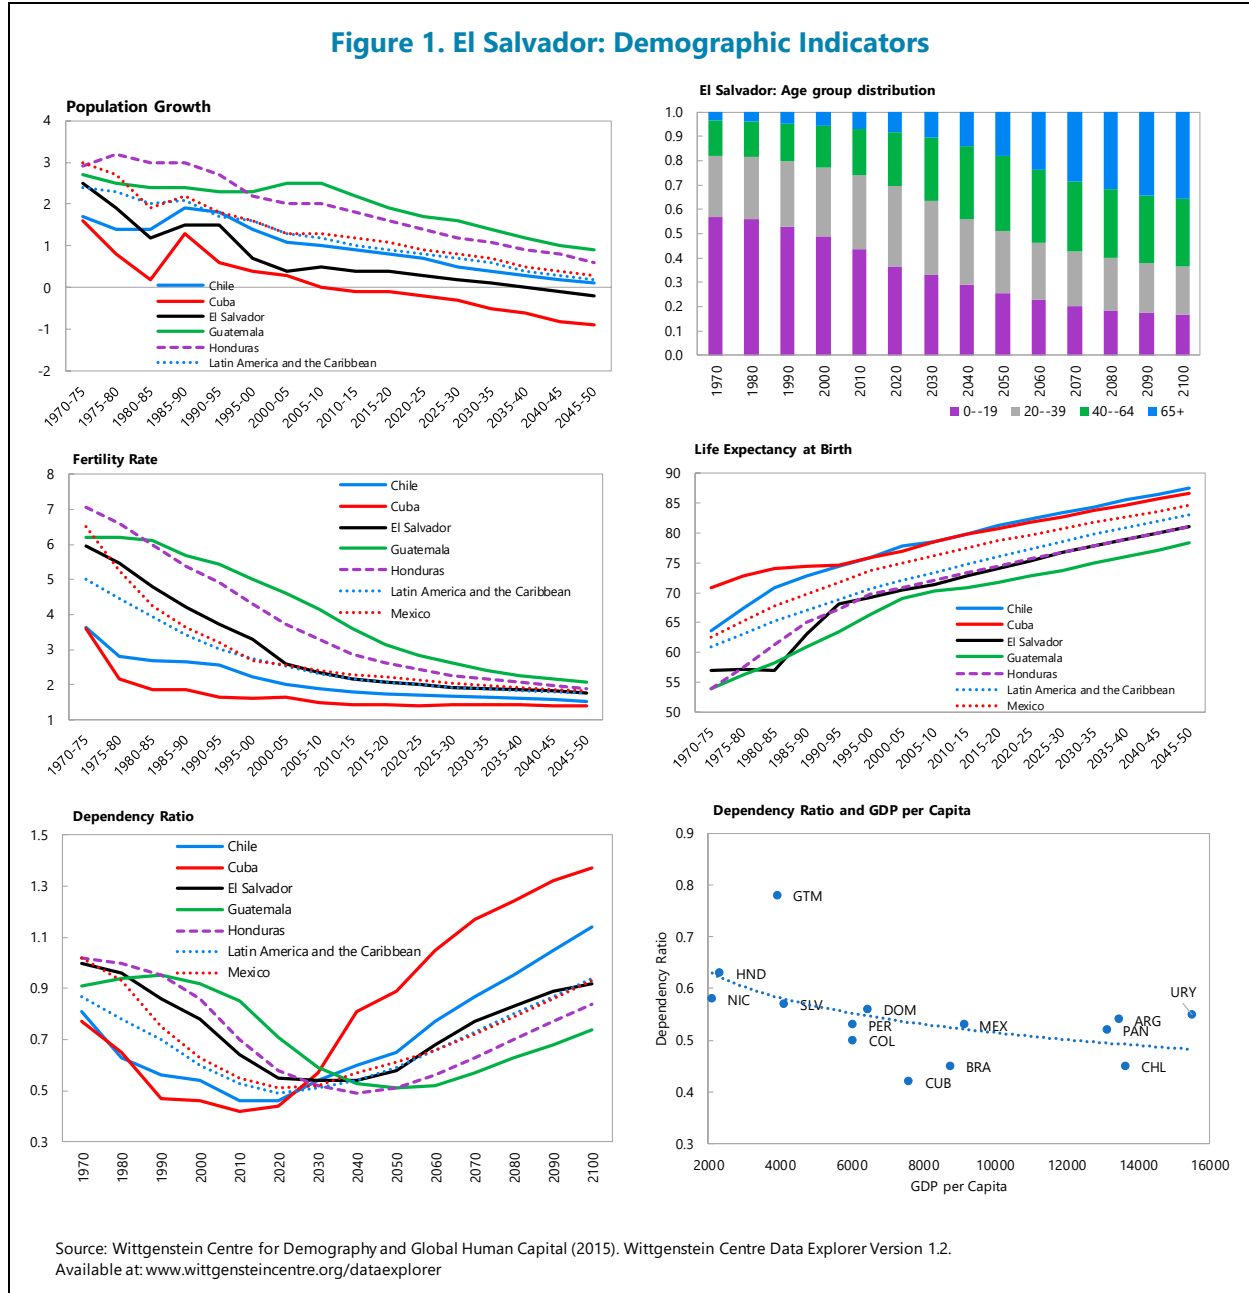 Figure 1. El Salvador: Demographic Indicators
Population Growth
4
3
2
1
0
-1
-2
Chile
Cuba
El Salvador
Guatemala
Honduras
Latin America and the Caribbean
1970-75
1975-80
1980-85
1985-90
1990-95
1995-00
2000-05
2005-10
2010-15
2015-20
2020-25
2025-30
2030-35
2035-40
2040-45
2045-50
El Salvador: Age group distribution
1.0
0.9
0.8
0.7
0.6
0.5
0.4
0.3
0.2
0.1
0.0
1970
1980
1990
2000
2010
2020
2030
2040
2050
2060
2070
2080
2090
2100
0--19 20--39 40--64 65+
Fertility Rate
8
7
6
5
4
3
2
1
Chile
Cuba
El Salvador
Guatemala
Honduras
Latin America and the Caribbean
Mexico
1970-75
1975-80
1980-85
1985-90
1990-95
1995-00
2000-05
2005-10
2010-15
2015-20
2020-25
2025-30
2030-35
2035-40
2040-45
2045-50
Life Expectancy at Birth
90
85
80
75
70
65
60
55
50
Chile
Cuba
El Salvador
Guatemala
Honduras
Latin America and the Caribbean
Mexico
1970-75
1975-80
1980-85
1985-90
1990-95
1995-00
2000-05
2005-10
2010-15
2015-20
2020-25
2025-30
2030-35
2035-40
2040-45
2045-50
Dependency Ratio
1.5
1.3
1.1
0.9
0.7
0.5
0.3
Chile
Cuba
El Salvador
Guatemala
Honduras
Latin America and the Caribbean
Mexico
1970
1980
1990
2000
2010
2020
2030
2040
2050
2060
2070
2080
2090
2100
Dependency Ratio and GDP per Capita
Dependency Ratio
0.9
0.8
0.7
0.6
0.5
0.4
0.3
GTM
HND
NIC
SLV
DOM
PER
COL
CUB
BRA
MEX
URY
ARG
PAN
CHL
2000 4000 6000 8000 10000 12000 14000 16000
GDP per Capita
Source: Wittgenstein Centre for Demography and Global Human Capital (2015). Wittgenstein Centre Data Explorer Version 1.2.
Available at: www.wittgensteincentre.org/dataexplorer